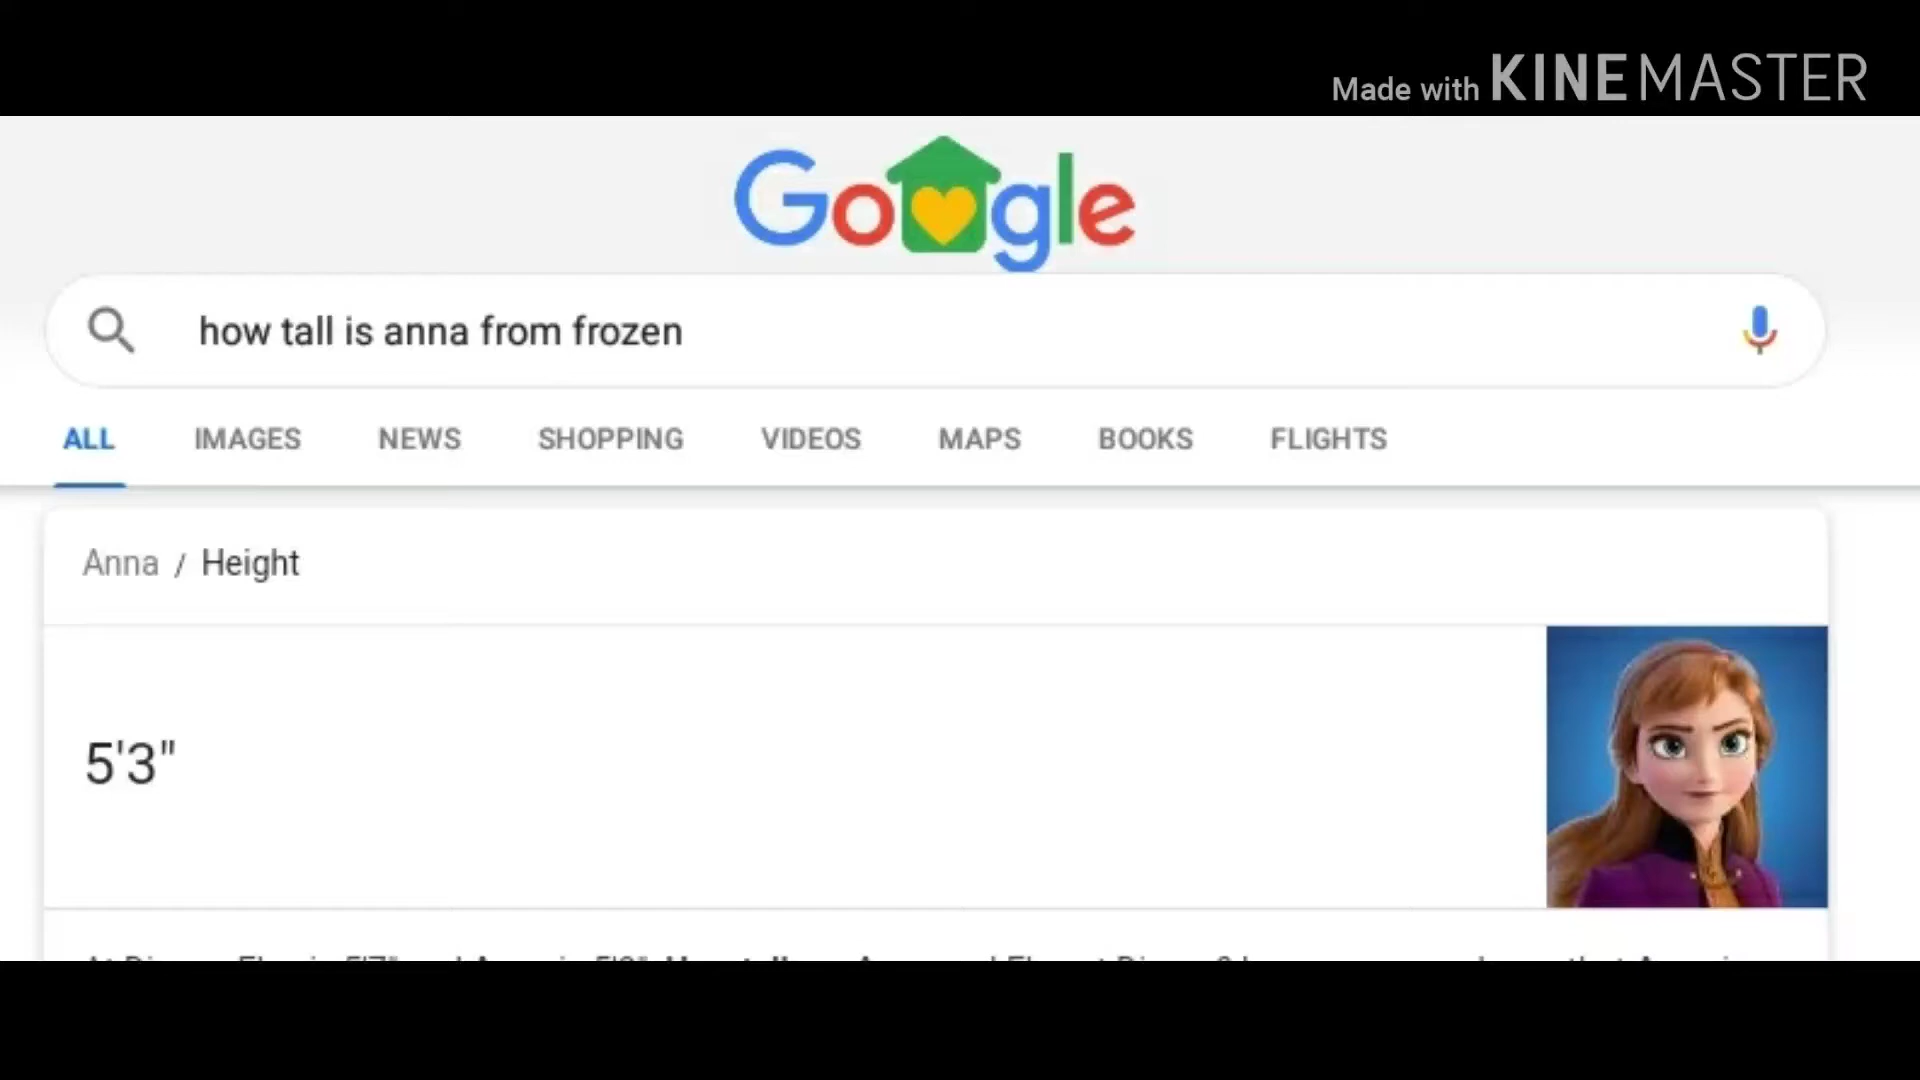 Made with KINEMASTER
Google
how tall is anna from frozen
ALL IMAGES NEWS SHOPPING VIDEOS MAPS BOOKS FLIGHTS
Anna / Height
5'3"